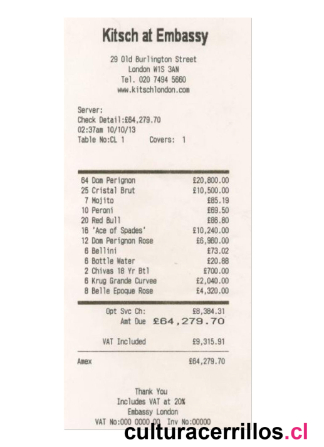 Kitsch at Embassy
29 Old Burlington Street
London W1S 3AN
Tel. 020 7494 5660
www.kitschlondon.com
Server:
Check Detail:£64,279.70
02:37am 10/10/13
Table No:CL 1 Covers: 1
64 Dom Perignon £20,800.00
25 Cristal Brut £10,500.00
7 Mojito £85.19
10 Peroni £69.50
20 Red Bull £86.80
16 'Ace of Spades' £10,240.00
12 Dom Perignon Rose £6,960.00
6 Bellini £73.02
6 Bottle Water £20.88
2 Chivas 18 Yr Btl £700.00
6 Krug Grande Curvee £2,040.00
8 Belle Epoque Rose £4,320.00
Opt Svc Ch: £8,384.31
Amt Due £64,279.70
VAT Included £9,315.91
Amex £64,279.70
Thank You
Includes VAT at 20%
Embassy London
VAT No:000 0000 00 Inv No:00000
culturacerrillos.cl